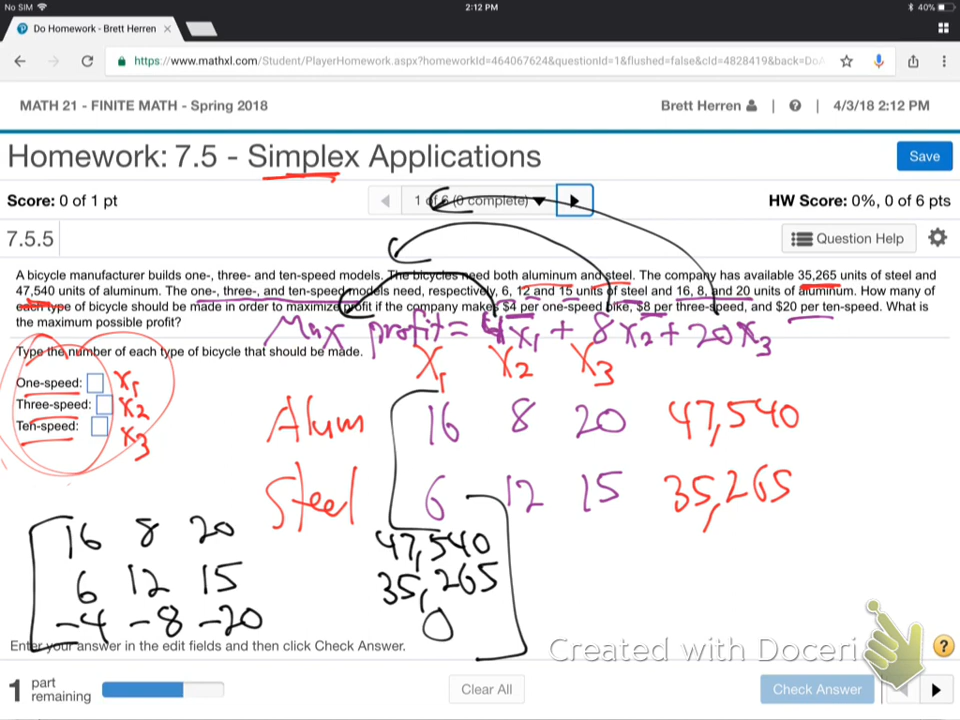 No SIM 2:12 PM 40%
Do Homework - Brett Herren ×
https://www.mathxl.com/Student/PlayerHomework.aspx?homeworkId=464067624&questionId=1&flushed=false&cId=4828419&back=Do
MATH 21 - FINITE MATH - Spring 2018 Brett Herren | ? | 4/3/18 2:12 PM
Homework: 7.5 - Simplex Applications Save
Score: 0 of 1 pt 1 of 6 (0 complete) HW Score: 0%, 0 of 6 pts
7.5.5 Question Help
A bicycle manufacturer builds one-, three- and ten-speed models. The bicycles need both aluminum and steel. The company has available 35,265 units of steel and
47,540 units of aluminum. The one-, three-, and ten-speed models need, respectively, 6, 12 and 15 units of steel and 16, 8, and 20 units of aluminum. How many of
each type of bicycle should be made in order to maximize profit if the company makes $4 per one-speed bike, $8 per three-speed, and $20 per ten-speed. What is
the maximum possible profit?
Max profit = 4x1 + 8x2 + 20x3
Type the number of each type of bicycle that should be made.
One-speed: x1
Three-speed: x2
Ten-speed: x3
x1 x2 x3
Alum 16 8 20 47,540
Steel 6 12 15 35,265
16 8 20 47,540
6 12 15 35,265
-4 -8 -20 0
Enter your answer in the edit fields and then click Check Answer.
Created with Doceri
?
1 part remaining Clear All Check Answer